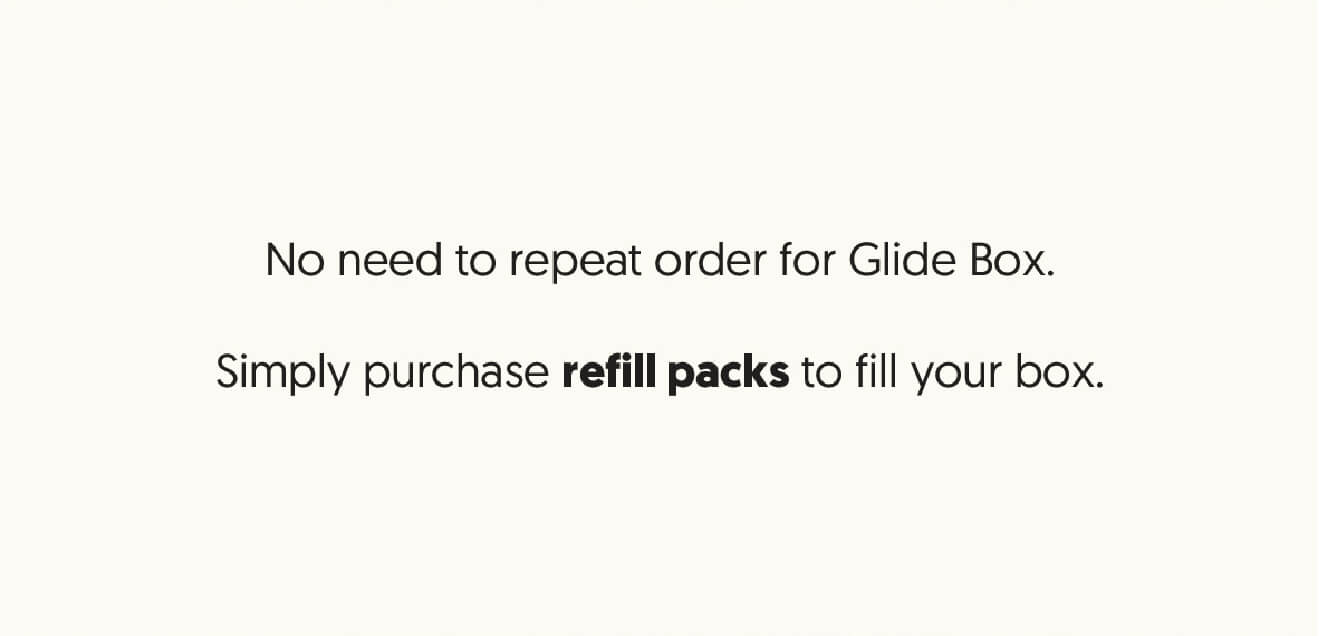 No need to repeat order for Glide Box.
Simply purchase refill packs to fill your box.